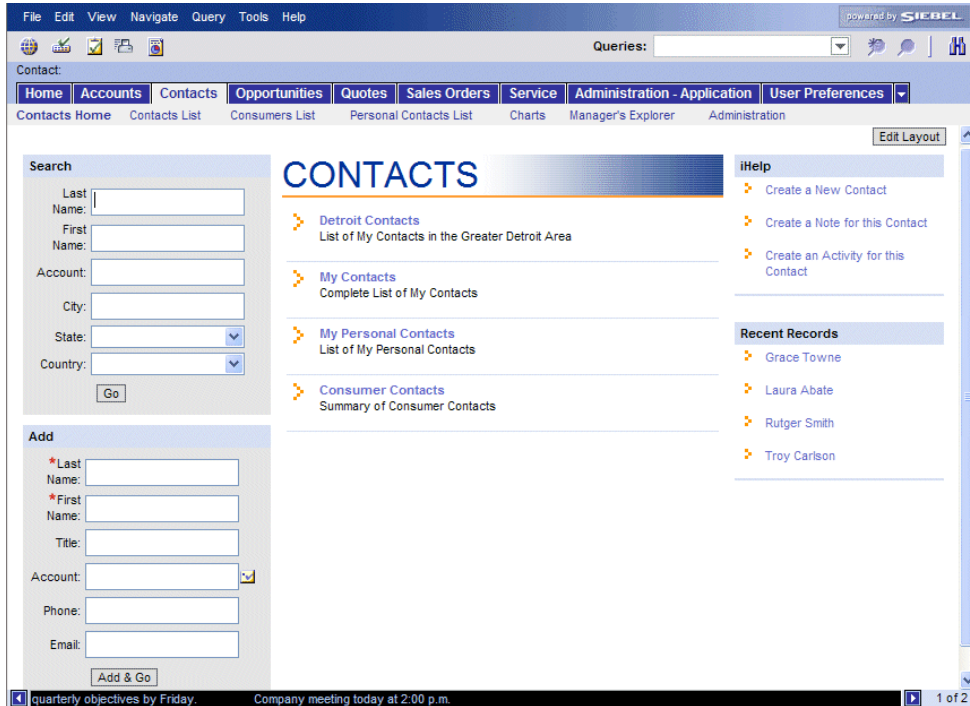 File Edit View Navigate Query Tools Help
powered by SIEBEL
Queries:
Contact:
Home Accounts Contacts Opportunities Quotes Sales Orders Service Administration - Application User Preferences
Contacts Home Contacts List Consumers List Personal Contacts List Charts Manager's Explorer Administration
Edit Layout
Search
Last
Name:
First
Name:
Account:
City:
State:
Country:
Go
Add
*Last
Name:
*First
Name:
Title:
Account:
Phone:
Email:
Add & Go
CONTACTS
Detroit Contacts
List of My Contacts in the Greater Detroit Area
My Contacts
Complete List of My Contacts
My Personal Contacts
List of My Personal Contacts
Consumer Contacts
Summary of Consumer Contacts
iHelp
Create a New Contact
Create a Note for this Contact
Create an Activity for this
Contact
Recent Records
Grace Towne
Laura Abate
Rutger Smith
Troy Carlson
quarterly objectives by Friday. Company meeting today at 2:00 p.m.
1 of 2